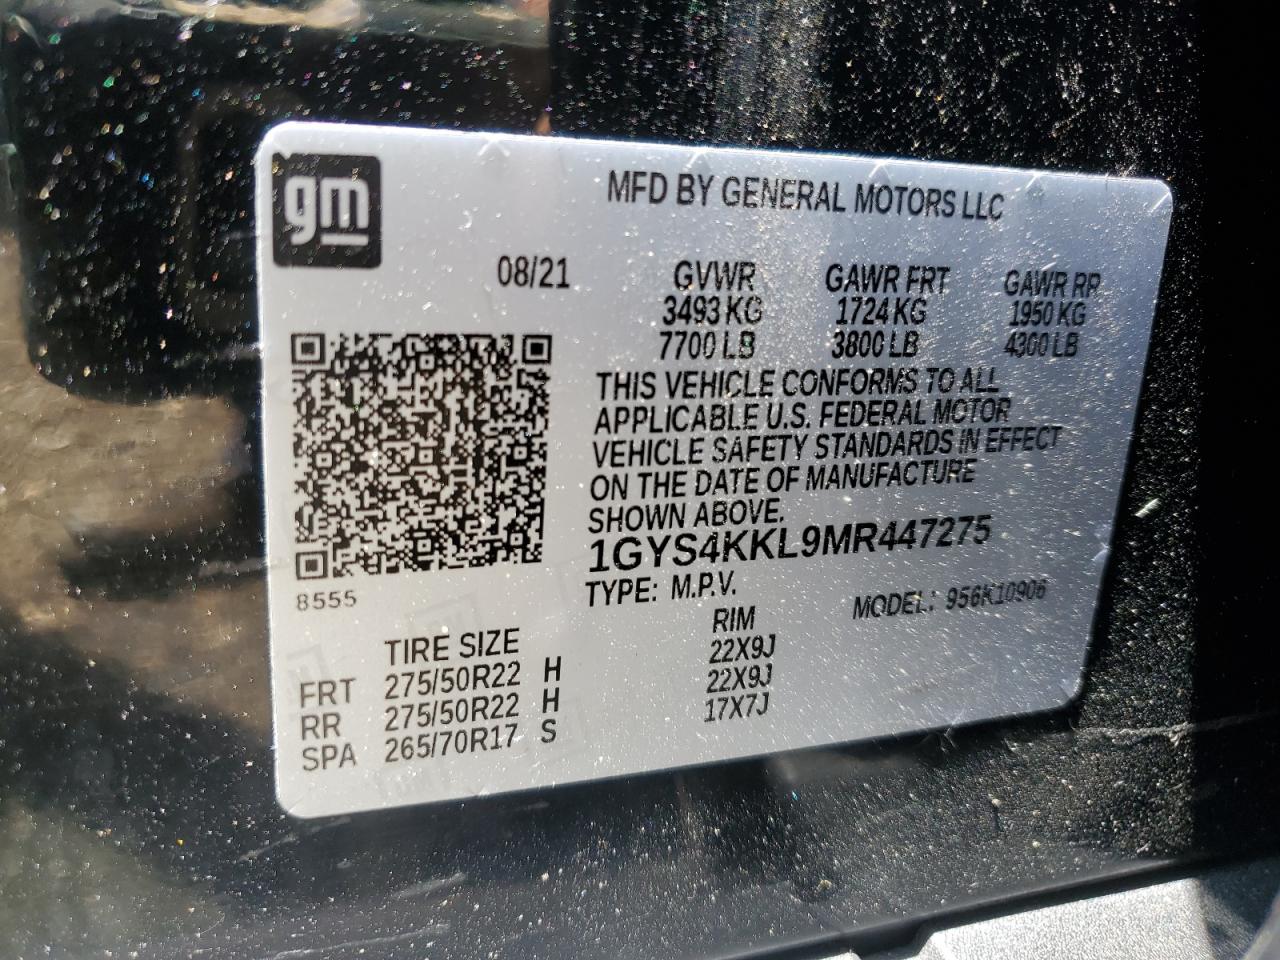 gm
MFD BY GENERAL MOTORS LLC
08/21
GVWR GAWR FRT GAWR RR
3493 KG 1724 KG 1950 KG
7700 LB 3800 LB 4300 LB
THIS VEHICLE CONFORMS TO ALL
APPLICABLE U.S. FEDERAL MOTOR
VEHICLE SAFETY STANDARDS IN EFFECT
ON THE DATE OF MANUFACTURE
SHOWN ABOVE.
1GYS4KKL9MR447275
TYPE: M.P.V. MODEL: 956K10906
8555
TIRE SIZE RIM
FRT 275/50R22 H 22X9J
RR 275/50R22 H 22X9J
SPA 265/70R17 S 17X7J